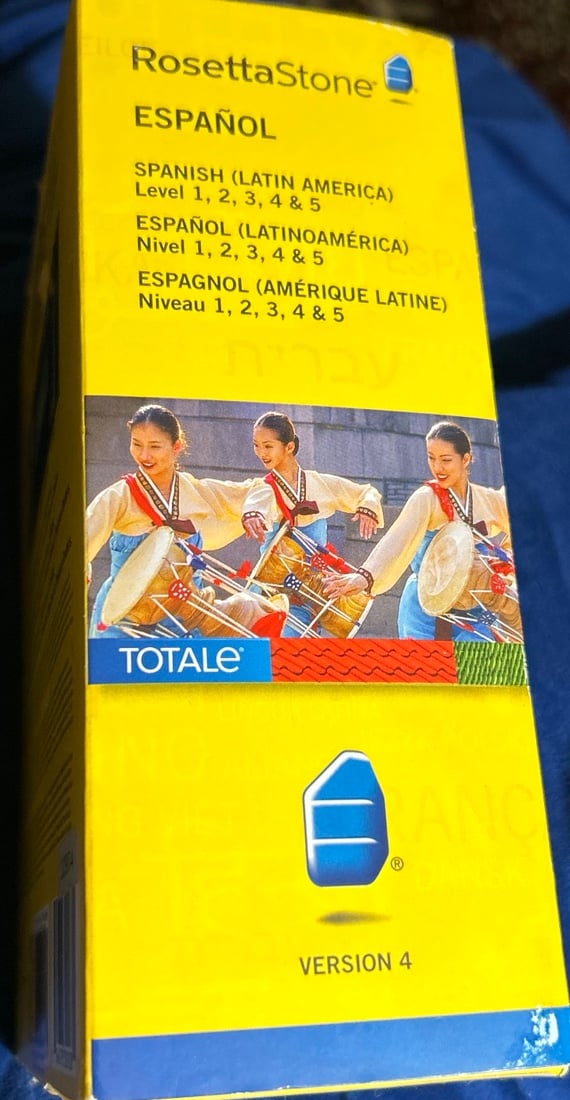 RosettaStone®
ESPAÑOL
SPANISH (LATIN AMERICA)
Level 1, 2, 3, 4 & 5
ESPAÑOL (LATINOAMÉRICA)
Nivel 1, 2, 3, 4 & 5
ESPAGNOL (AMÉRIQUE LATINE)
Niveau 1, 2, 3, 4 & 5
עברית
TOTALe®
®
VERSION 4